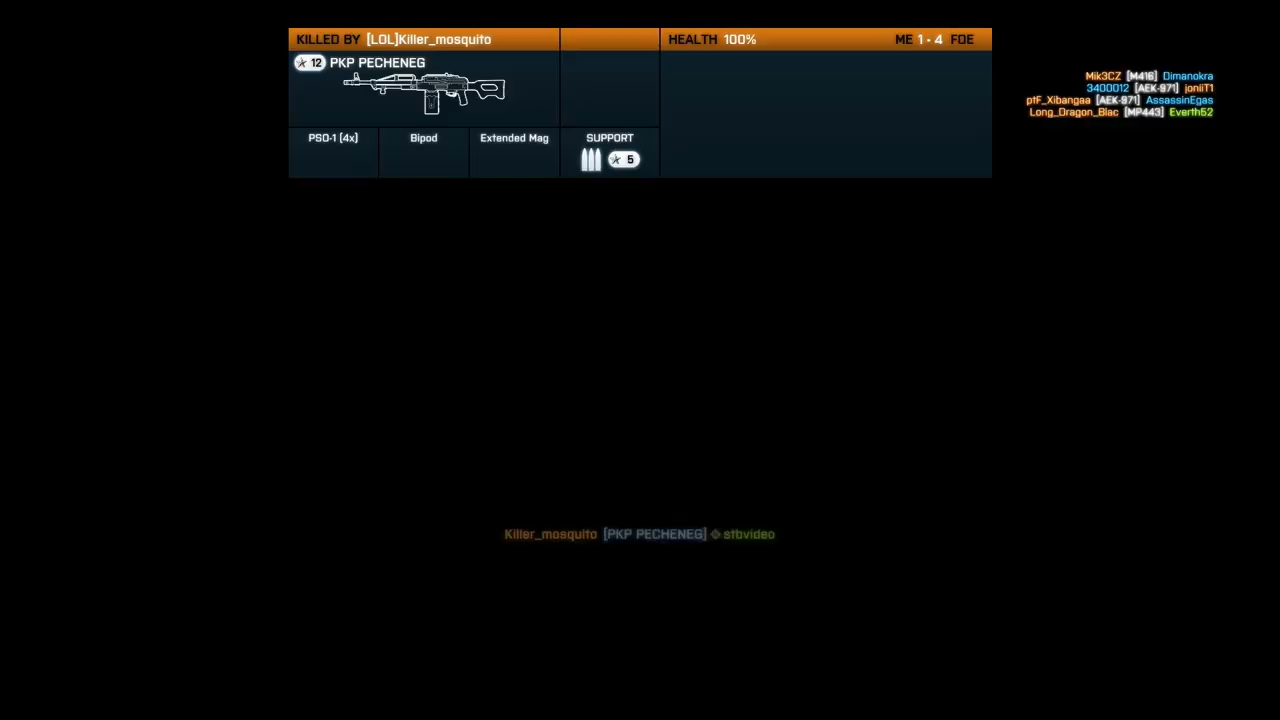 KILLED BY [LOL]Killer_mosquito
HEALTH 100%
ME 1 - 4 FOE
12 PKP PECHENEG
PSO-1 [4x]
Bipod
Extended Mag
SUPPORT
5
Mik3CZ [M416] Dimanokra
3400012 [AEK-971] joniiT1
ptF_Xibangaa [AEK-971] AssassinEgas
Long_Dragon_Blac [MP443] Everth52
Killer_mosquito [PKP PECHENEG] stbvideo